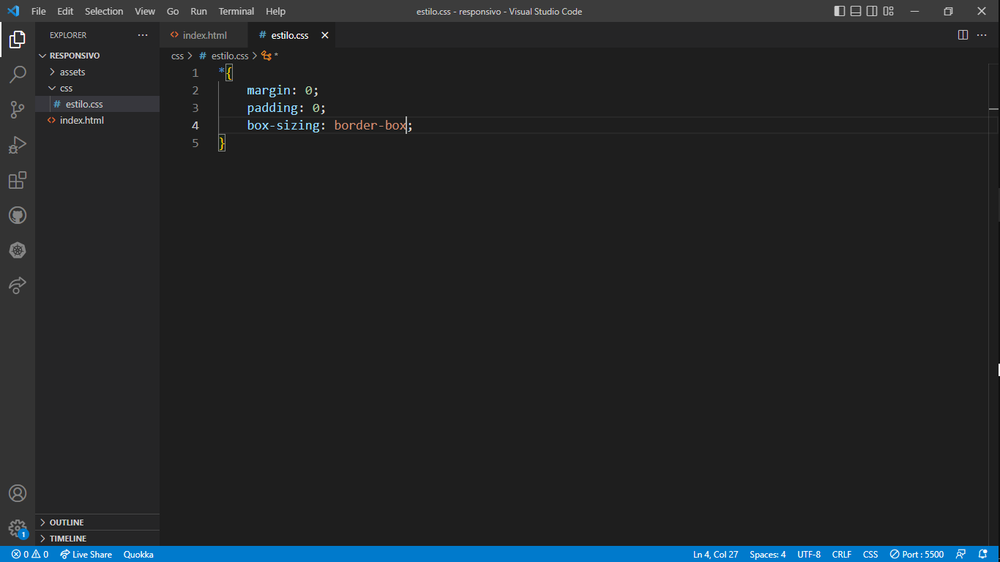 File Edit Selection View Go Run Terminal Help estilo.css - responsivo - Visual Studio Code
EXPLORER
RESPONSIVO
assets
css
# estilo.css
<> index.html
<> index.html # estilo.css
css > # estilo.css > *
1 *{
2 margin: 0;
3 padding: 0;
4 box-sizing: border-box;
5 }
OUTLINE
TIMELINE
1
0 0 Live Share Quokka Ln 4, Col 27 Spaces: 4 UTF-8 CRLF CSS Port : 5500